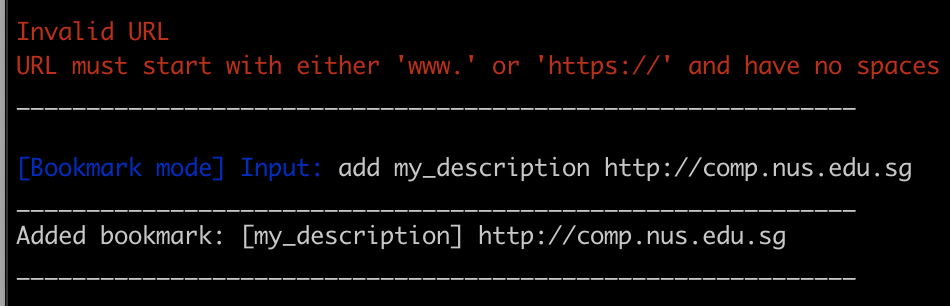 Invalid URL
URL must start with either 'www.' or 'https://' and have no spaces
____________________________________________________________
[Bookmark mode] Input: add my_description http://comp.nus.edu.sg
____________________________________________________________
Added bookmark: [my_description] http://comp.nus.edu.sg
____________________________________________________________